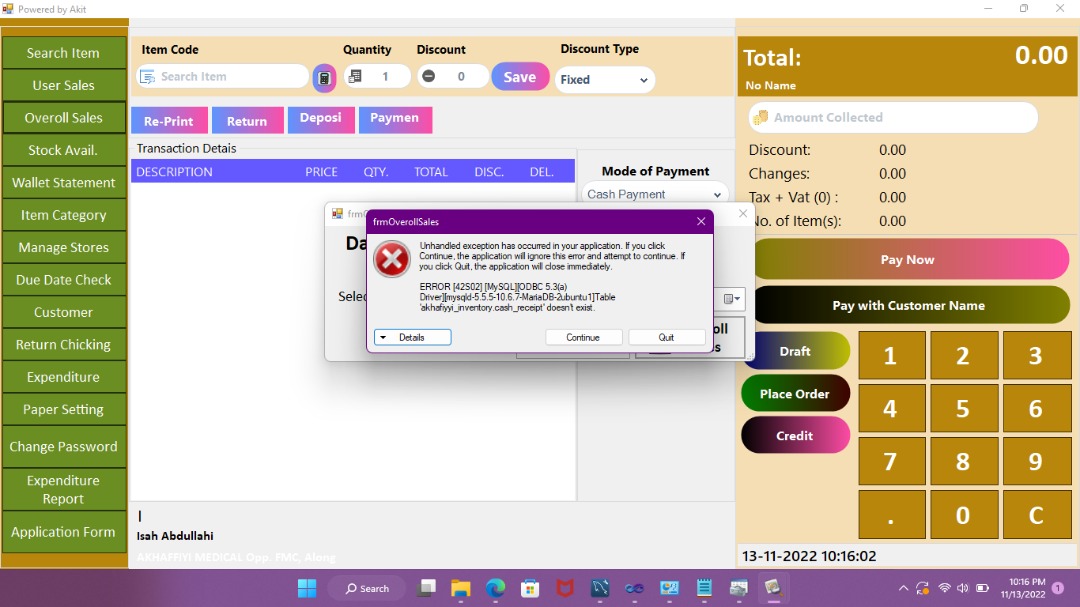 Powered by Akit
Search Item
User Sales
Overoll Sales
Stock Avail.
Wallet Statement
Item Category
Manage Stores
Due Date Check
Customer
Return Chicking
Expenditure
Paper Setting
Change Password
Expenditure
Report
Application Form
Item Code
Quantity
Discount
Discount Type
Search Item
1
0
Save
Fixed
Re-Print
Return
Deposi
Paymen
Transaction Detais
DESCRIPTION PRICE QTY. TOTAL DISC. DEL.
Mode of Payment
Cash Payment
frmOverollSales
Unhandled exception has occurred in your application. If you click
Continue, the application will ignore this error and attempt to continue. If
you click Quit, the application will close immediately.
ERROR [42S02] [MySQL][ODBC 5.3(a)
Driver][mysqld-5.5.5-10.6.7-MariaDB-2ubuntu1]Table
'akhafiyyi_inventory.cash_receipt' doesn't exist.
Details
Continue
Quit
Isah Abdullahi
AKHAFFIYI MEDICAL Opp. FMC, Along
Total: 0.00
No Name
Amount Collected
Discount: 0.00
Changes: 0.00
Tax + Vat (0) : 0.00
No. of Item(s): 0.00
Pay Now
Pay with Customer Name
Draft
Place Order
Credit
1 2 3
4 5 6
7 8 9
. 0 C
13-11-2022 10:16:02
Search
10:16 PM
11/13/2022
1